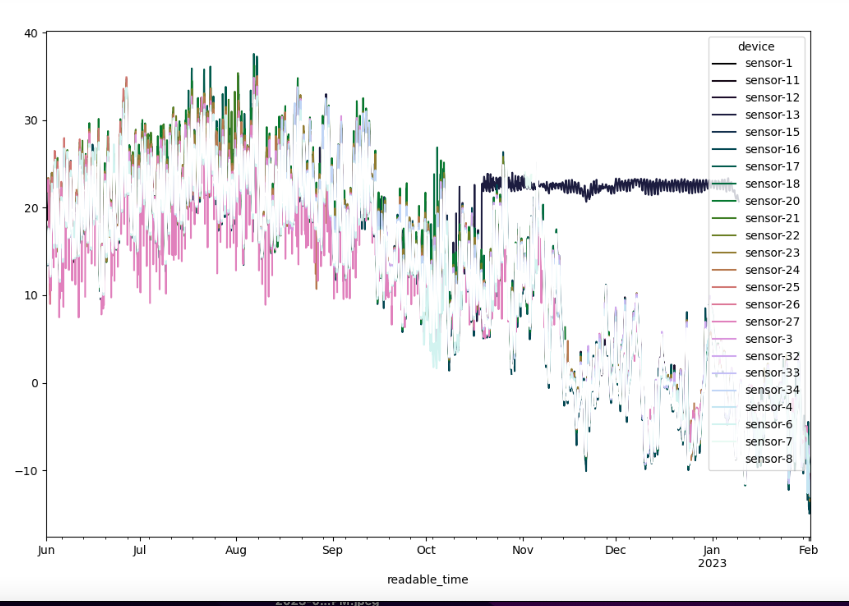 40
30
20
10
0
−10
device
sensor-1
sensor-11
sensor-12
sensor-13
sensor-15
sensor-16
sensor-17
sensor-18
sensor-20
sensor-21
sensor-22
sensor-23
sensor-24
sensor-25
sensor-26
sensor-27
sensor-3
sensor-32
sensor-33
sensor-34
sensor-4
sensor-6
sensor-7
sensor-8
Jun Jul Aug Sep Oct Nov Dec Jan Feb
2023
readable_time